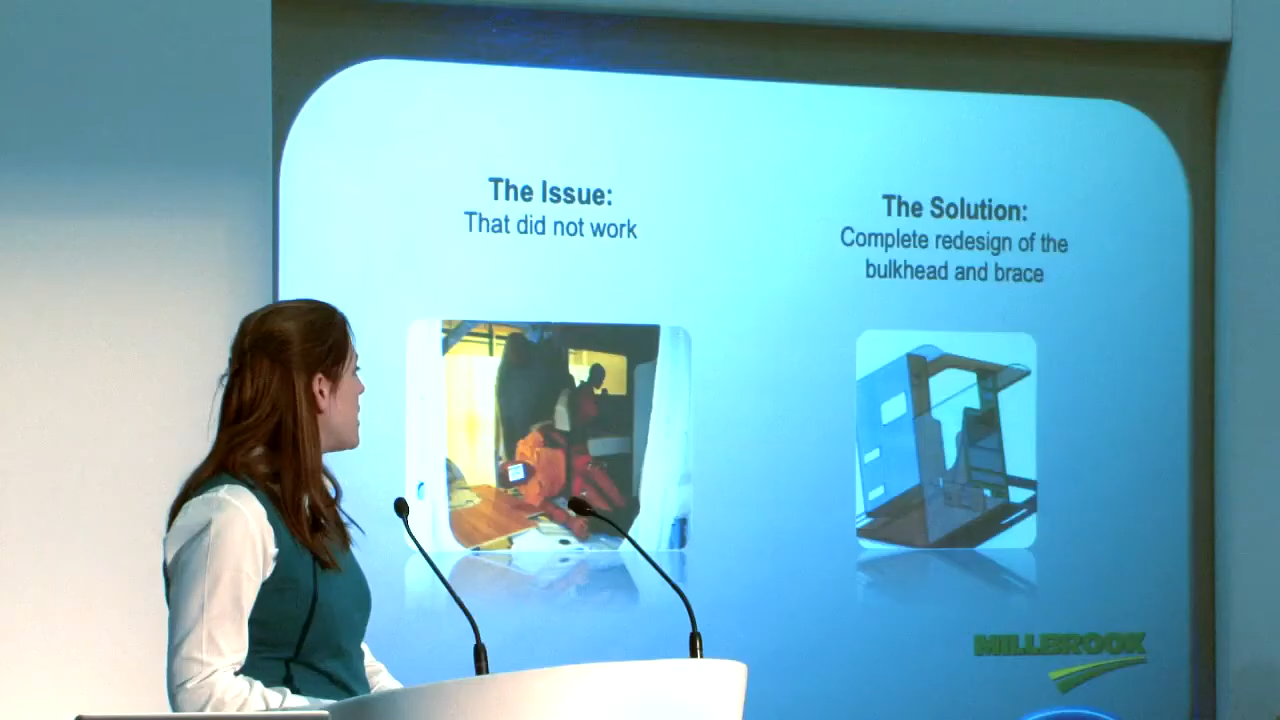 The Issue:
That did not work
The Solution:
Complete redesign of the
bulkhead and brace
MILLBROOK